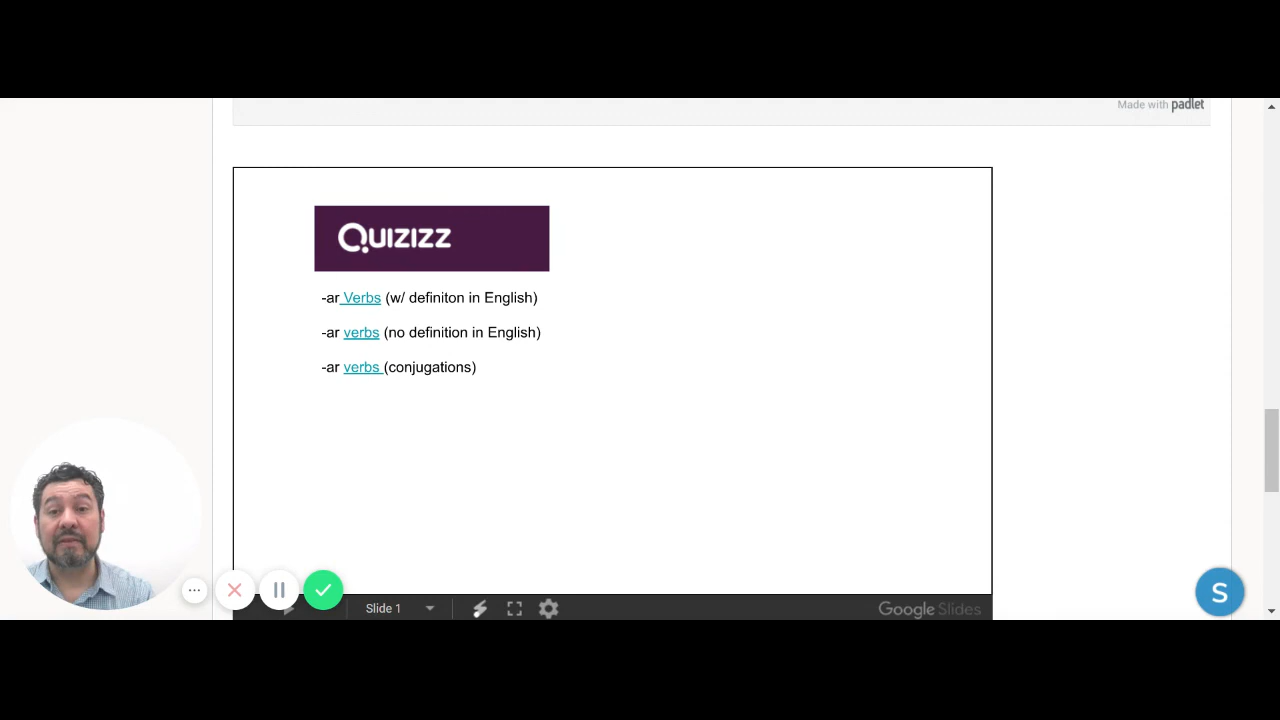 Made with padlet
QUIZIZZ
-ar Verbs (w/ definiton in English)
-ar verbs (no definition in English)
-ar verbs (conjugations)
Slide 1
Google Slides
S